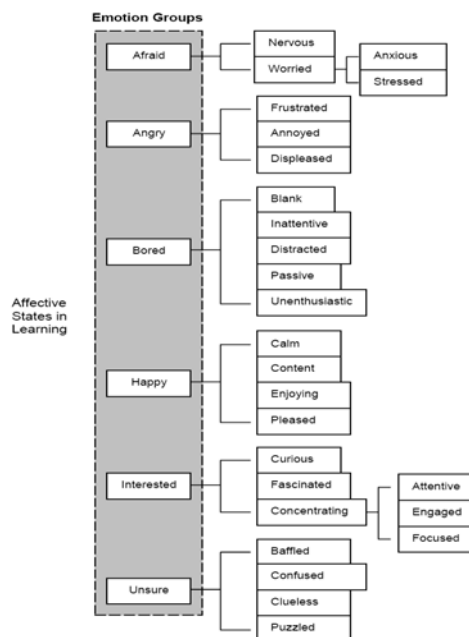 Emotion Groups
Afraid
Nervous
Worried
Anxious
Stressed
Angry
Frustrated
Annoyed
Displeased
Bored
Blank
Inattentive
Distracted
Passive
Unenthusiastic
Affective
States in
Learning
Happy
Calm
Content
Enjoying
Pleased
Interested
Curious
Fascinated
Concentrating
Attentive
Engaged
Focused
Unsure
Baffled
Confused
Clueless
Puzzled